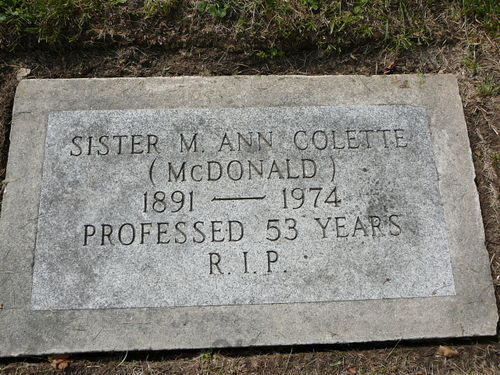 SISTER M. ANN COLETTE
(McDONALD)
1891 — 1974
PROFESSED 53 YEARS
R.I.P.